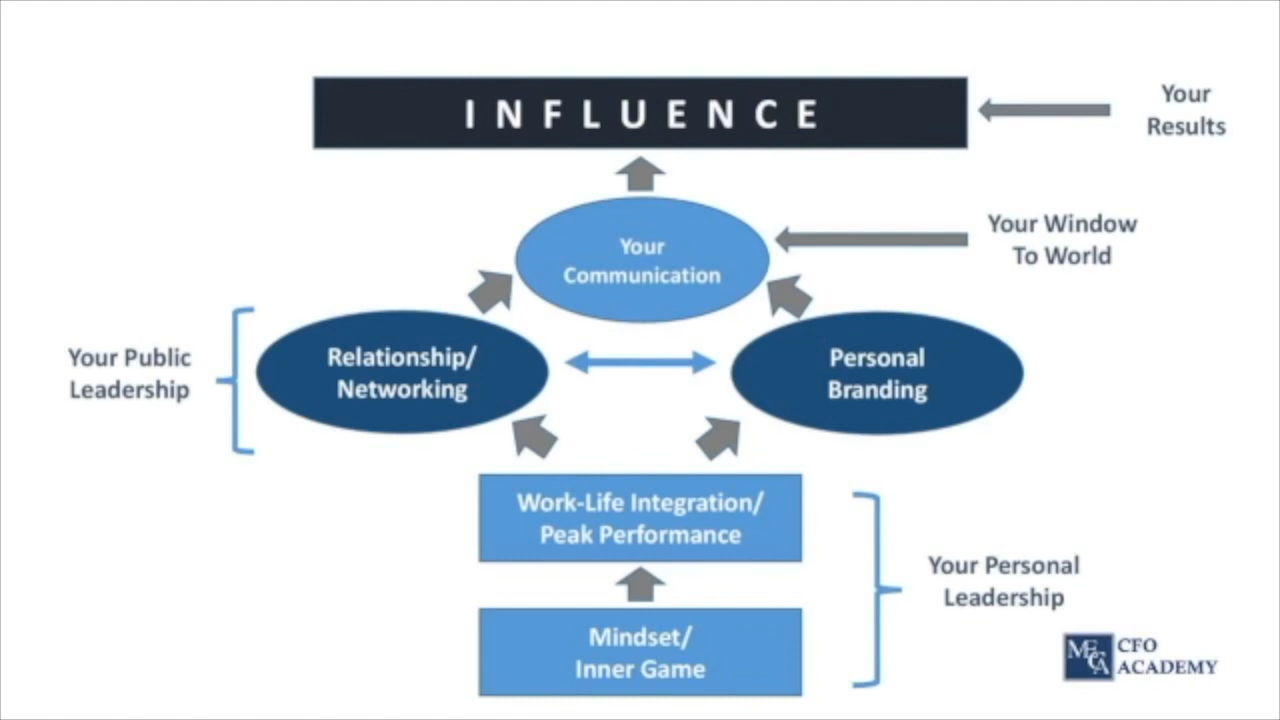 INFLUENCE
Your
Results
Your
Communication
Your Window
To World
Your Public
Leadership
Relationship/
Networking
Personal
Branding
Work-Life Integration/
Peak Performance
Your Personal
Leadership
Mindset/
Inner Game
MECA
CFO
ACADEMY